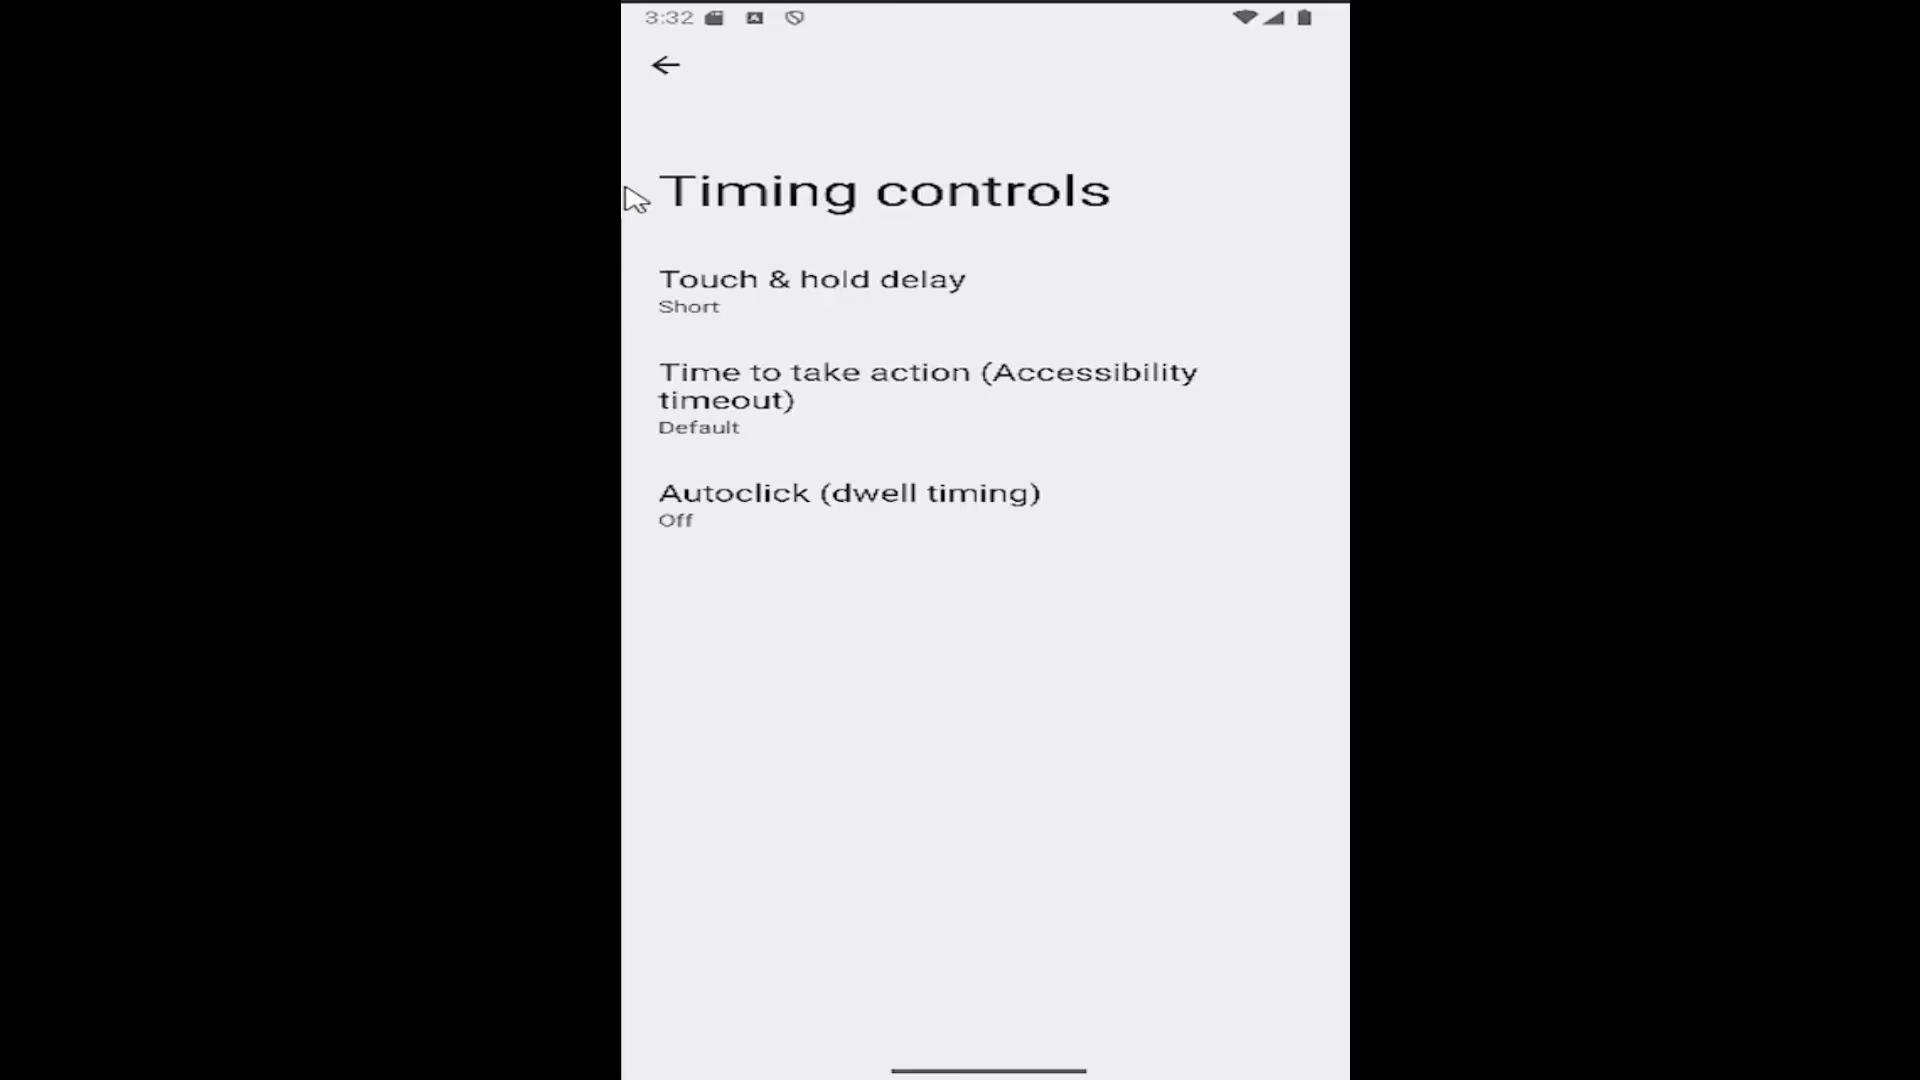 3:32
Timing controls
Touch & hold delay
Short
Time to take action (Accessibility
timeout)
Default
Autoclick (dwell timing)
Off